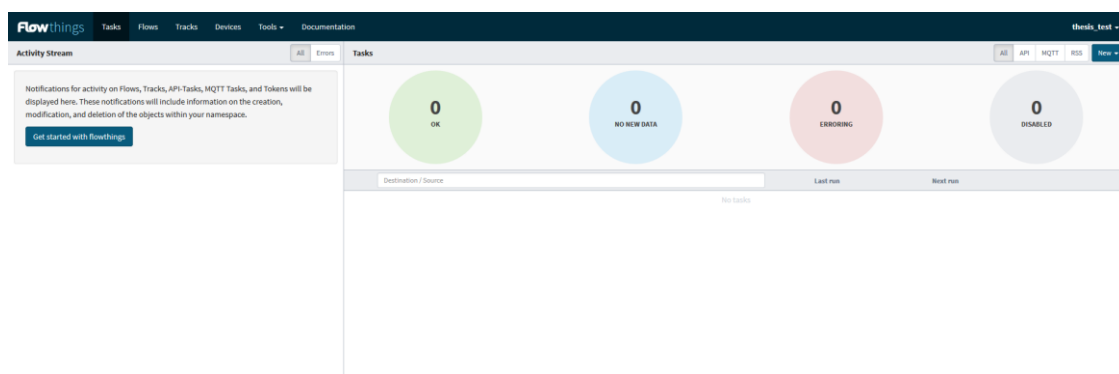 Flowthings Tasks Flows Tracks Devices Tools Documentation thesis_test
Activity Stream All Errors
Notifications for activity on Flows, Tracks, API-Tasks, MQTT Tasks, and Tokens will be
displayed here. These notifications will include information on the creation,
modification, and deletion of the objects within your namespace.
Get started with flowthings
Tasks All API MQTT RSS New
0
OK
0
NO NEW DATA
0
ERRORING
0
DISABLED
Destination / Source Last run Next run
No tasks